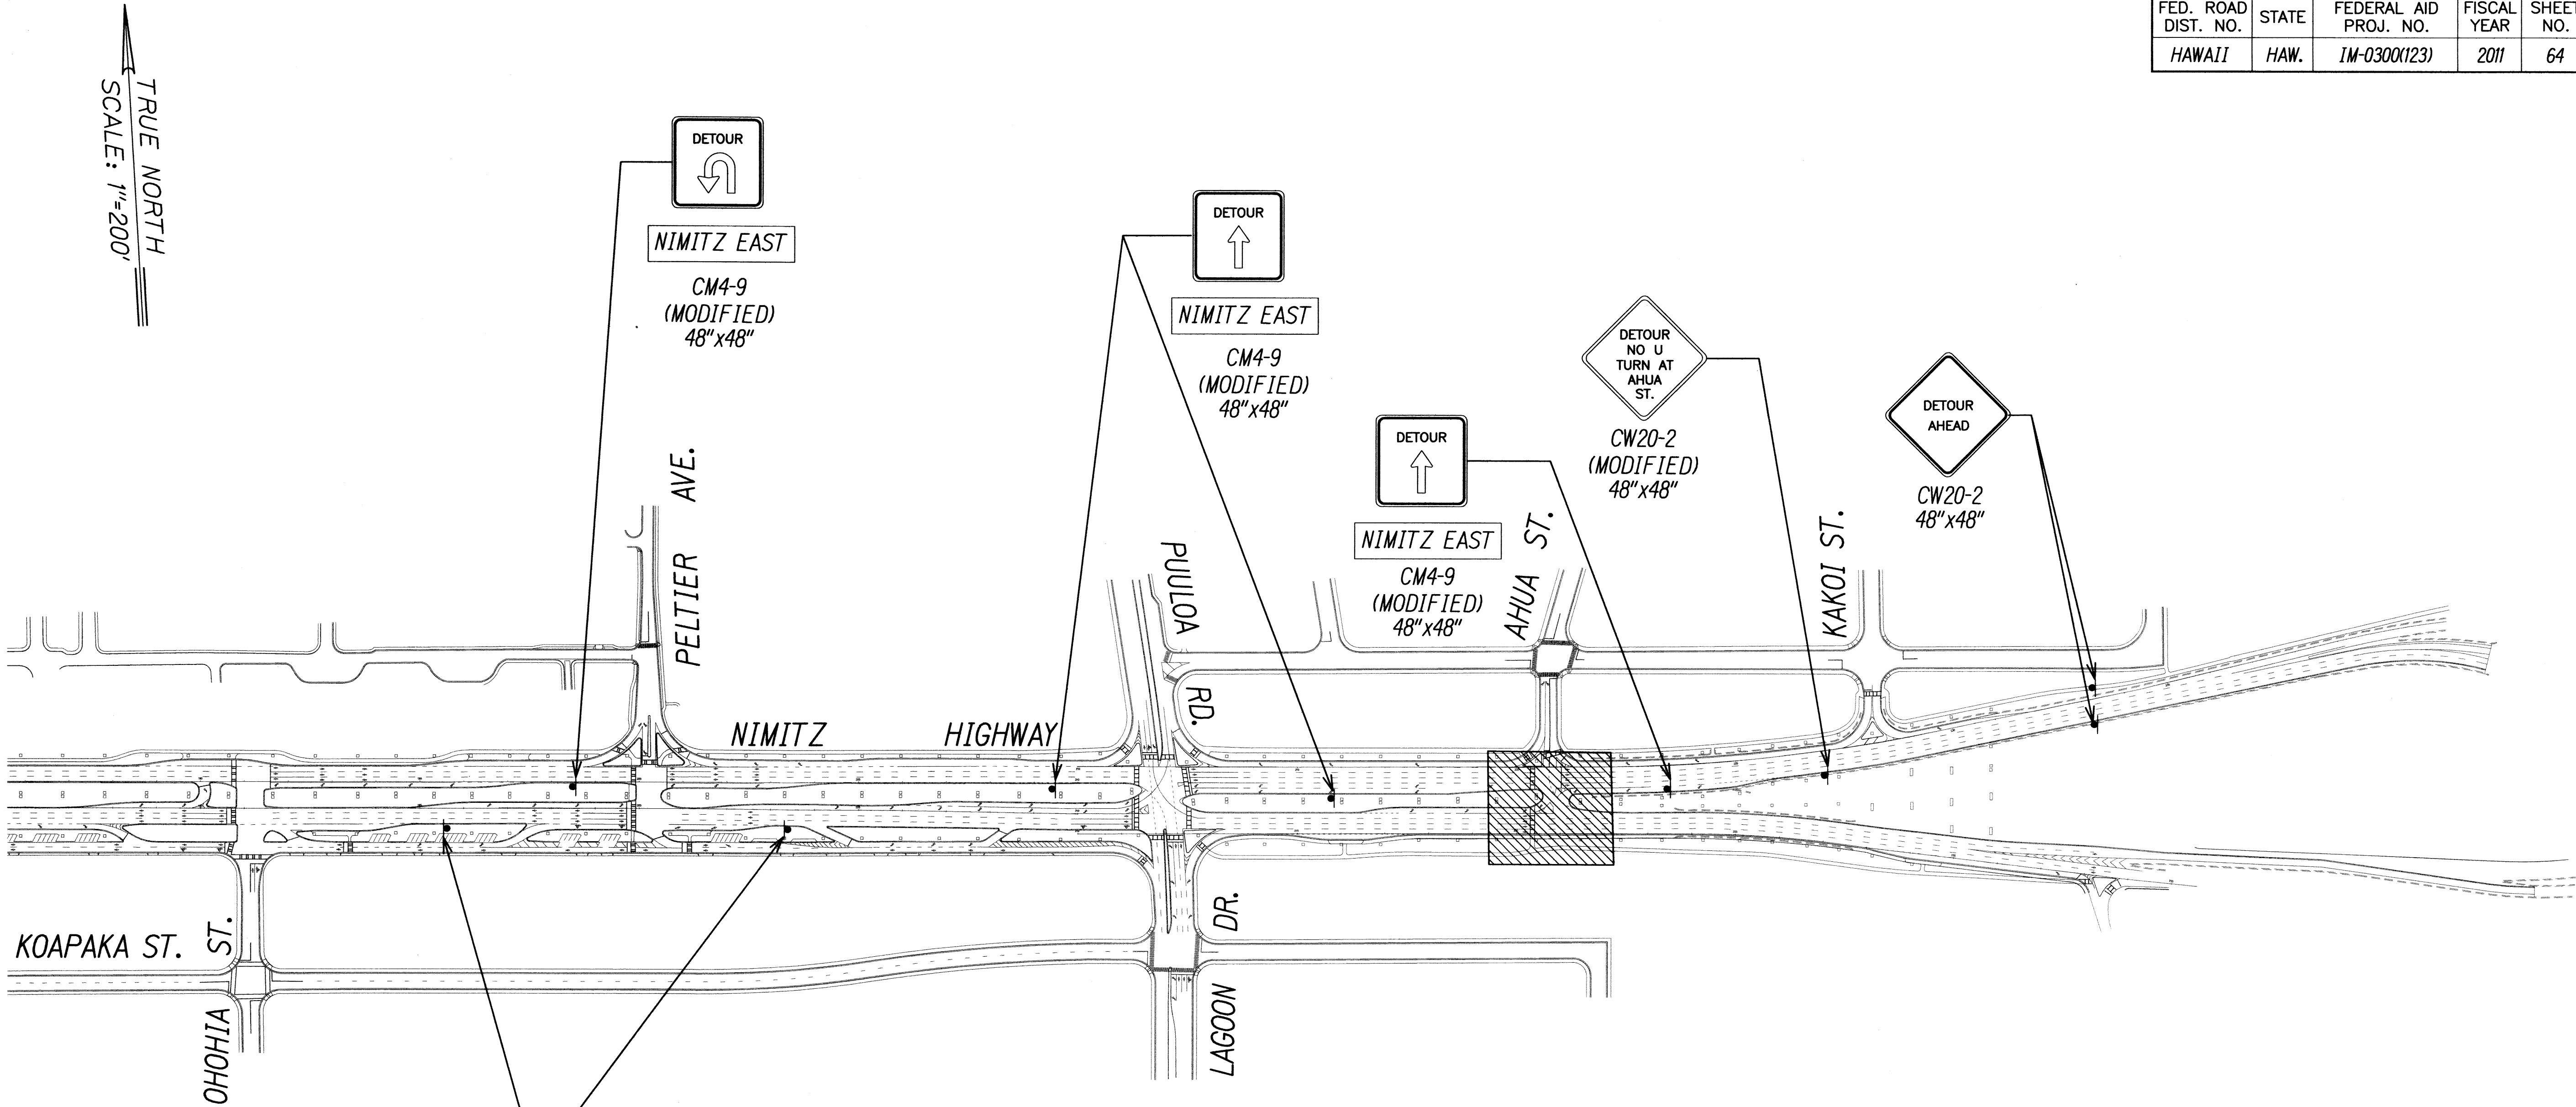 FED. ROAD DIST. NO.
STATE
FEDERAL AID PROJ. NO.
FISCAL YEAR
SHEET NO.
HAWAII
HAW.
IM-0300(123)
2011
64
TRUE NORTH
SCALE: 1"=200'
DETOUR
NIMITZ EAST
CM4-9
(MODIFIED)
48"x48"
DETOUR
NIMITZ EAST
CM4-9
(MODIFIED)
48"x48"
DETOUR
NIMITZ EAST
CM4-9
(MODIFIED)
48"x48"
DETOUR
NO U
TURN AT
AHUA
ST.
CW20-2
(MODIFIED)
48"x48"
DETOUR
AHEAD
CW20-2
48"x48"
PELTIER AVE.
PUULOA RD.
AHUA ST.
KAKOI ST.
NIMITZ HIGHWAY
KOAPAKA ST.
OHOHIA ST.
LAGOON DR.